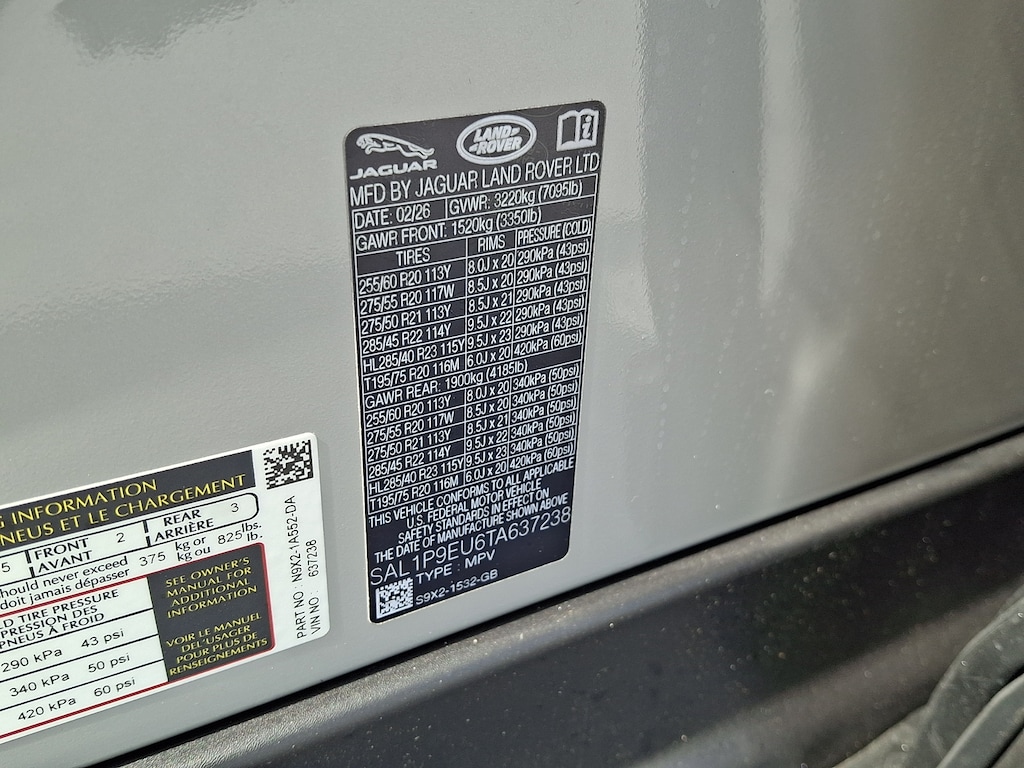 JAGUAR
LAND-
-ROVER
i
MFD BY JAGUAR LAND ROVER LTD
DATE: 02/26 GVWR: 3220kg (7095lb)
GAWR FRONT: 1520kg (3350lb)
TIRES RIMS PRESSURE (COLD)
255/60 R20 113Y 8.0J x 20 290kPa (43psi)
275/55 R20 117W 8.5J x 20 290kPa (43psi)
275/50 R21 113Y 8.5J x 21 290kPa (43psi)
285/45 R22 114Y 9.5J x 22 290kPa (43psi)
HL285/40 R23 115Y 9.5J x 23 290kPa (43psi)
T195/75 R20 116M 6.0J x 20 420kPa (60psi)
GAWR REAR: 1900kg (4185lb)
255/60 R20 113Y 8.0J x 20 340kPa (50psi)
275/55 R20 117W 8.5J x 20 340kPa (50psi)
275/50 R21 113Y 8.5J x 21 340kPa (50psi)
285/45 R22 114Y 9.5J x 22 340kPa (50psi)
HL285/40 R23 115Y 9.5J x 23 340kPa (50psi)
T195/75 R20 116M 6.0J x 20 420kPa (60psi)
THIS VEHICLE CONFORMS TO ALL APPLICABLE
U.S. FEDERAL MOTOR VEHICLE
SAFETY STANDARDS IN EFFECT ON
THE DATE OF MANUFACTURE SHOWN ABOVE
SAL1P9EU6TA637238
TYPE : MPV
S9X2-1532-GB
G INFORMATION
NEUS ET LE CHARGEMENT
5 FRONT AVANT 2 REAR ARRIÈRE 3
hould never exceed
doit jamais dépasser 375 kg or kg ou 825 lbs. lb.
D TIRE PRESSURE
PRESSION DES
PNEUS À FROID
290 kPa 43 psi
340 kPa 50 psi
420 kPa 60 psi
SEE OWNER'S
MANUAL FOR
ADDITIONAL
INFORMATION
VOIR LE MANUEL
DE L'USAGER
POUR PLUS DE
RENSEIGNEMENTS
PART NO N9X2-1A552-DA
VIN NO: 637238